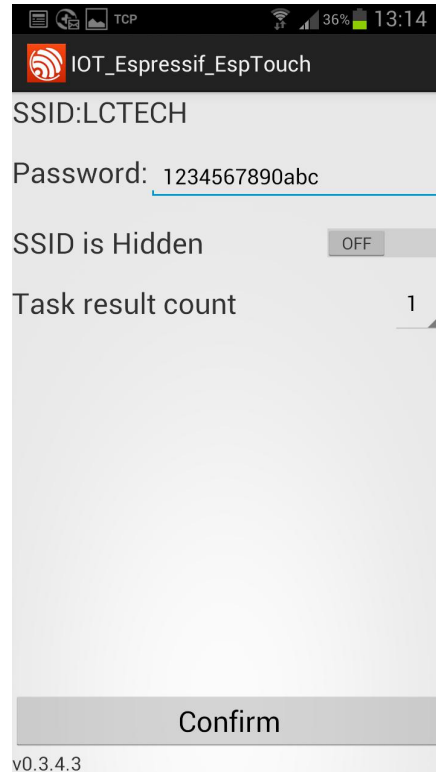 TCP 36% 13:14
IOT_Espressif_EspTouch
SSID:LCTECH
Password: 1234567890abc
SSID is Hidden OFF
Task result count 1
Confirm
v0.3.4.3